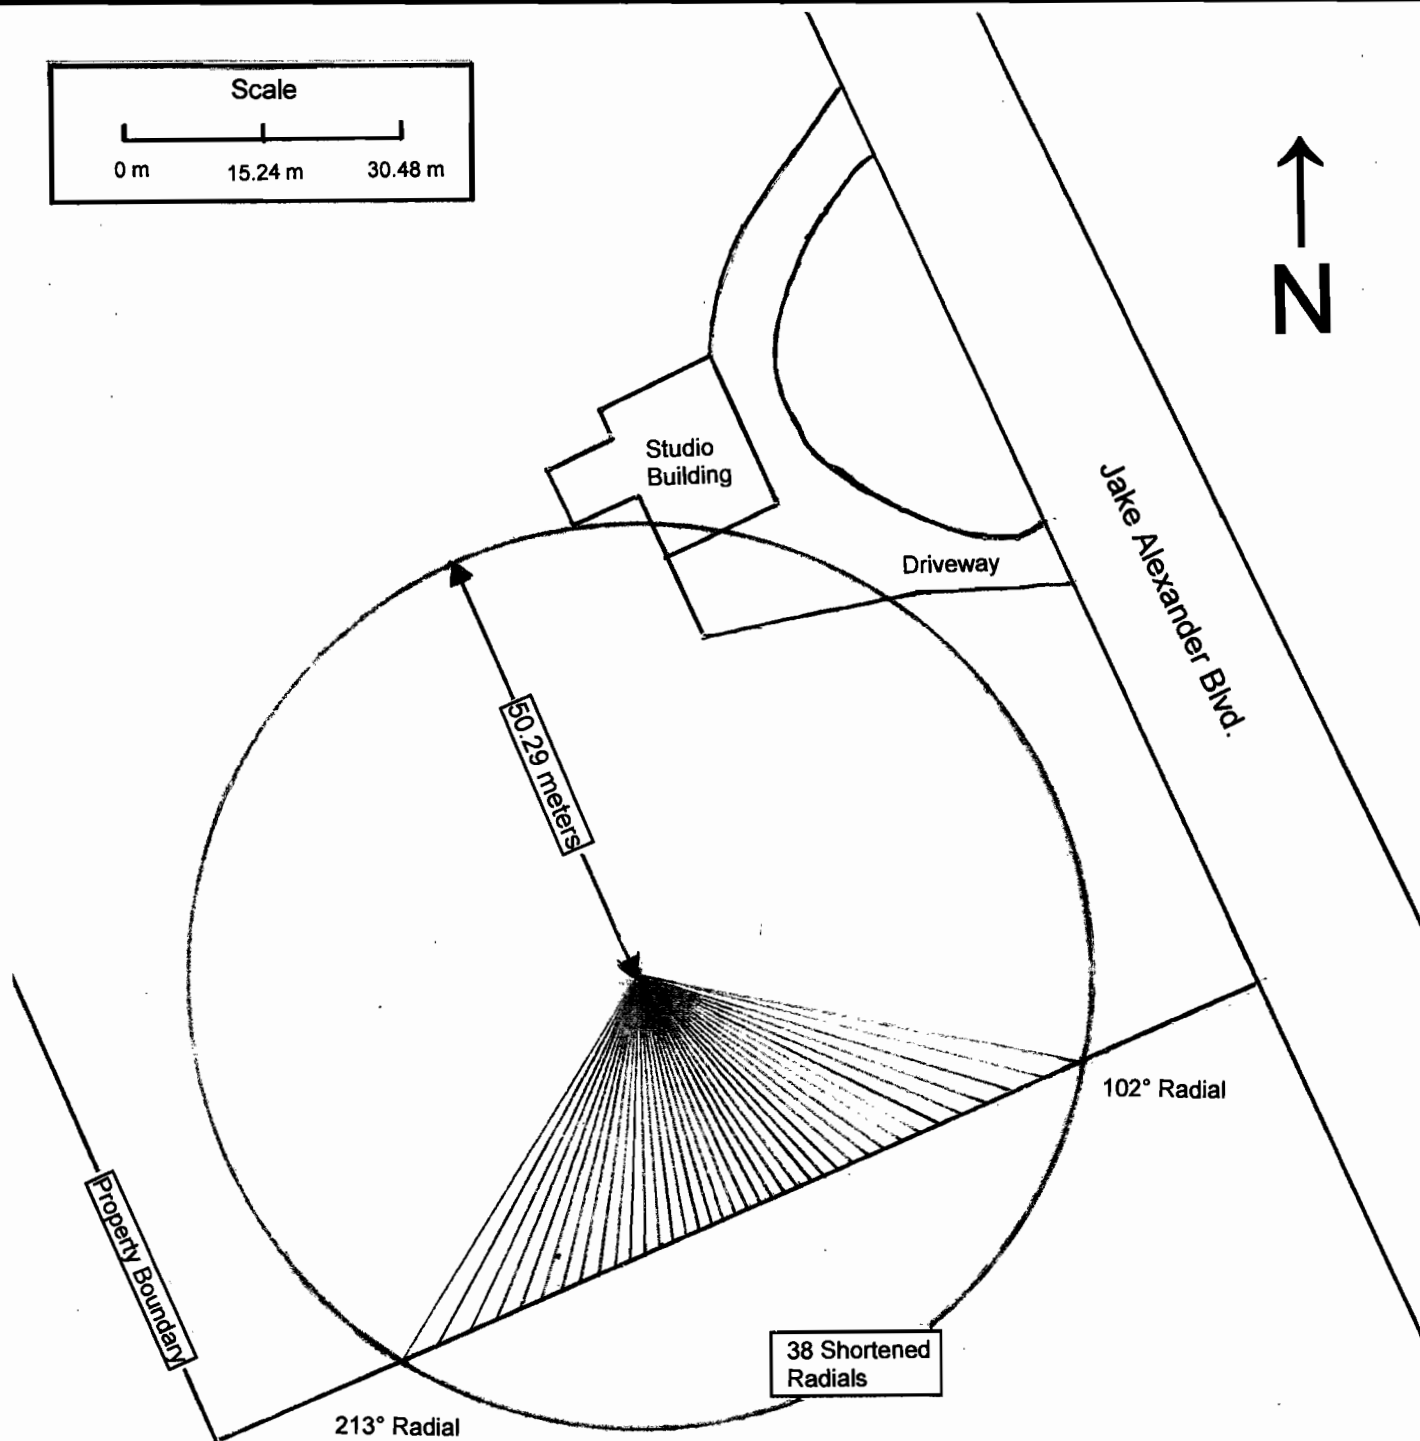 Scale
0 m 15.24 m 30.48 m
N
Studio
Building
Driveway
Jake Alexander Blvd.
50.29 meters
102° Radial
Property Boundary
38 Shortened
Radials
213° Radial